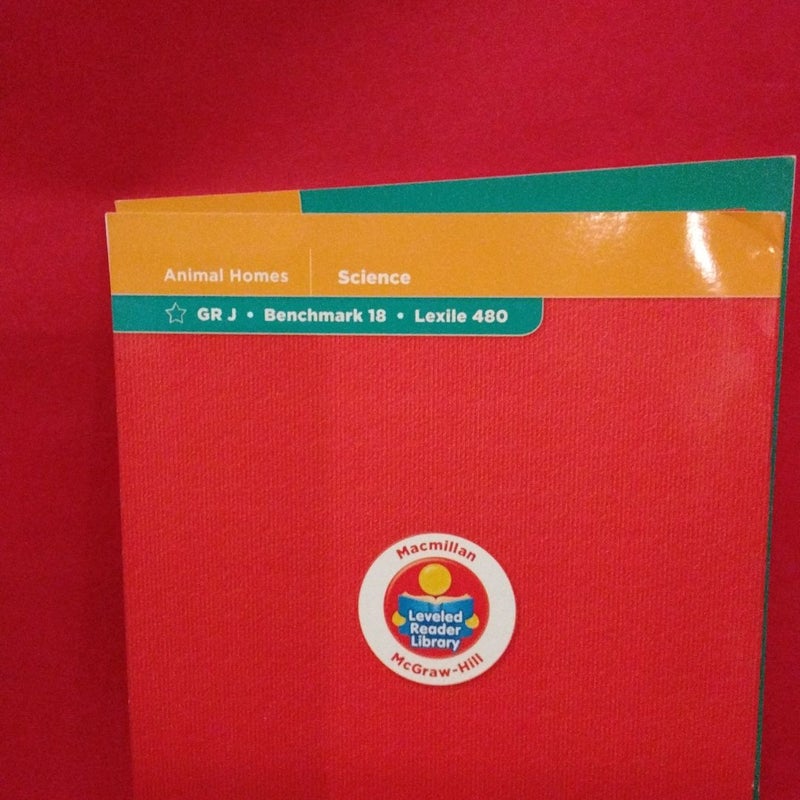 Animal Homes Science
GR J • Benchmark 18 • Lexile 480
Macmillan
Leveled
Reader
Library
McGraw-Hill